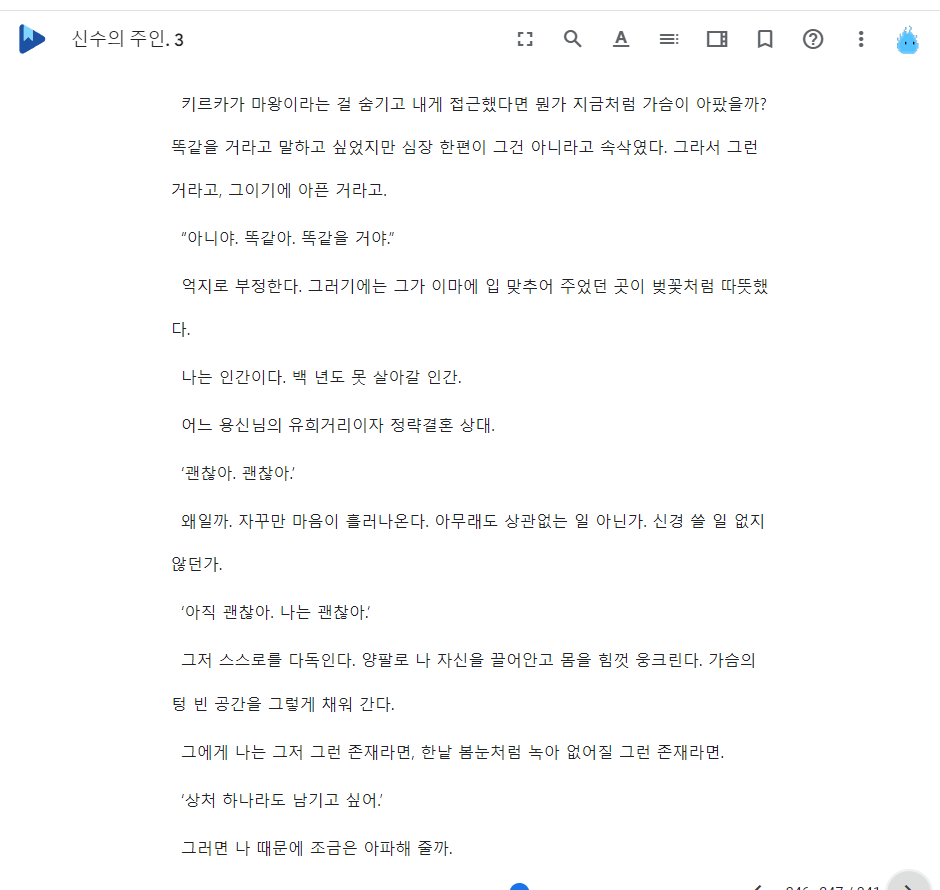 신수의 주인. 3
키르카가 마왕이라는 걸 숨기고 내게 접근했다면 뭔가 지금처럼 가슴이 아팠을까?
똑같을 거라고 말하고 싶었지만 심장 한편이 그건 아니라고 속삭였다. 그라서 그런
거라고, 그이기에 아픈 거라고.
“아니야. 똑같아. 똑같을 거야.”
억지로 부정한다. 그러기에는 그가 이마에 입 맞추어 주었던 곳이 벚꽃처럼 따뜻했
다.
나는 인간이다. 백 년도 못 살아갈 인간.
어느 용신님의 유희거리이자 정략결혼 상대.
‘괜찮아. 괜찮아.’
왜일까. 자꾸만 마음이 흘러나온다. 아무래도 상관없는 일 아닌가. 신경 쓸 일 없지
않던가.
‘아직 괜찮아. 나는 괜찮아.’
그저 스스로를 다독인다. 양팔로 나 자신을 끌어안고 몸을 힘껏 웅크린다. 가슴의
텅 빈 공간을 그렇게 채워 간다.
그에게 나는 그저 그런 존재라면, 한낱 봄눈처럼 녹아 없어질 그런 존재라면.
‘상처 하나라도 남기고 싶어.’
그러면 나 때문에 조금은 아파해 줄까.